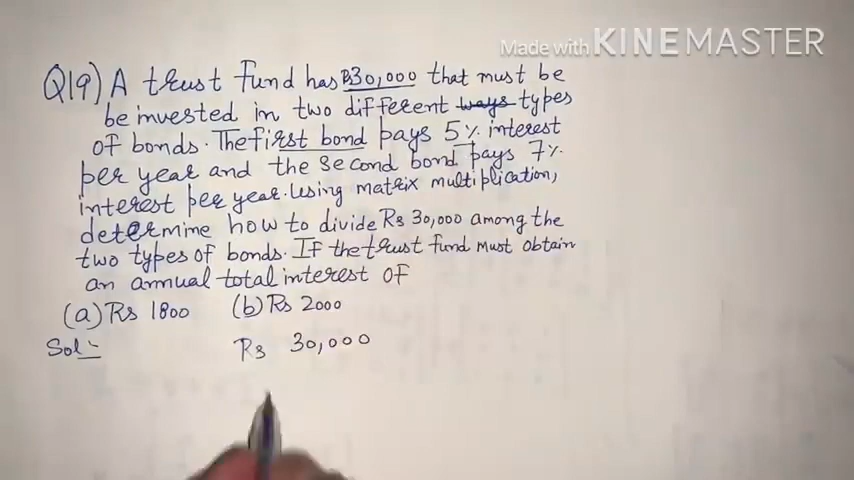 Made with KINEMASTER
Q19) A trust fund has Rs30,000 that must be
be invested in two different ways types
of bonds. The first bond pays 5% interest
per year and the second bond pays 7%
interest per year. Using matrix multiplication,
determine how to divide Rs 30,000 among the
two types of bonds. If the trust fund must obtain
an annual total interest of
(a) Rs 1800 (b) Rs 2000
Sol:- Rs 30,000